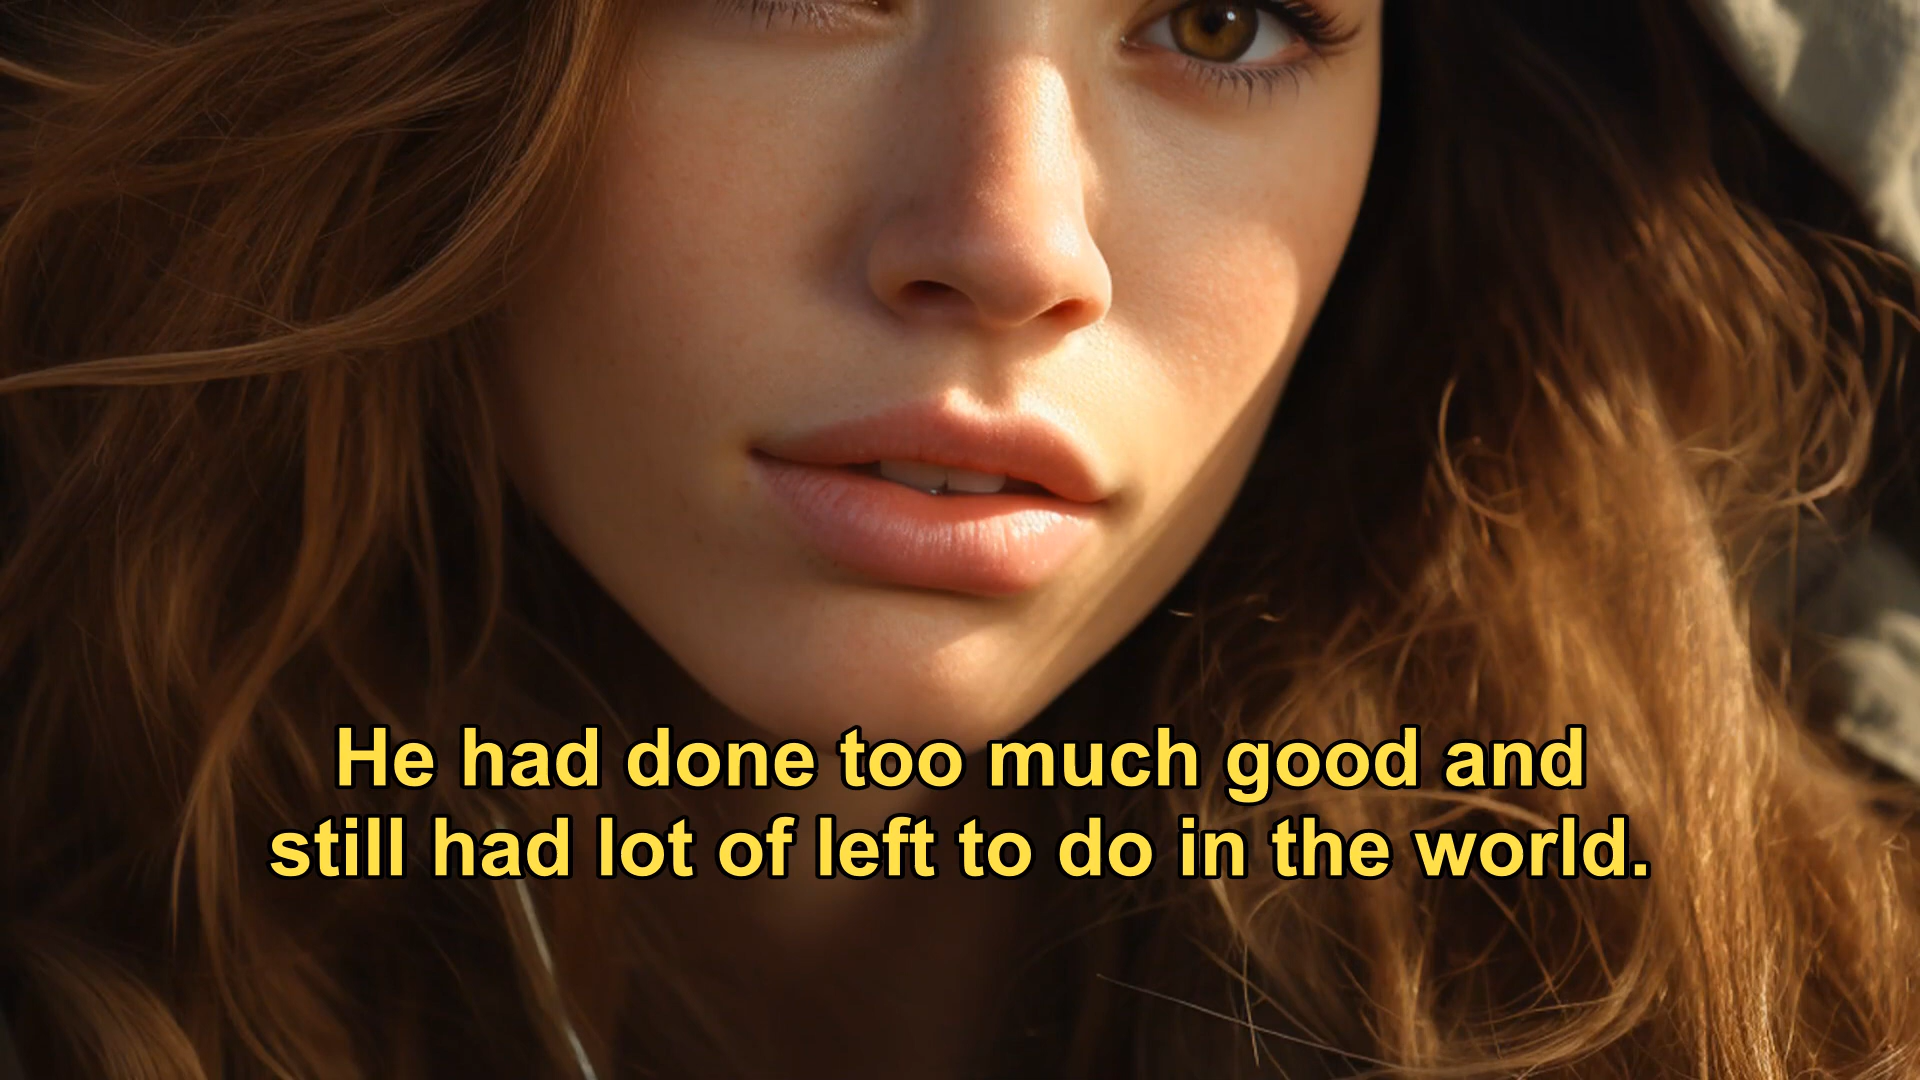 He had done too much good and
still had lot of left to do in the world.